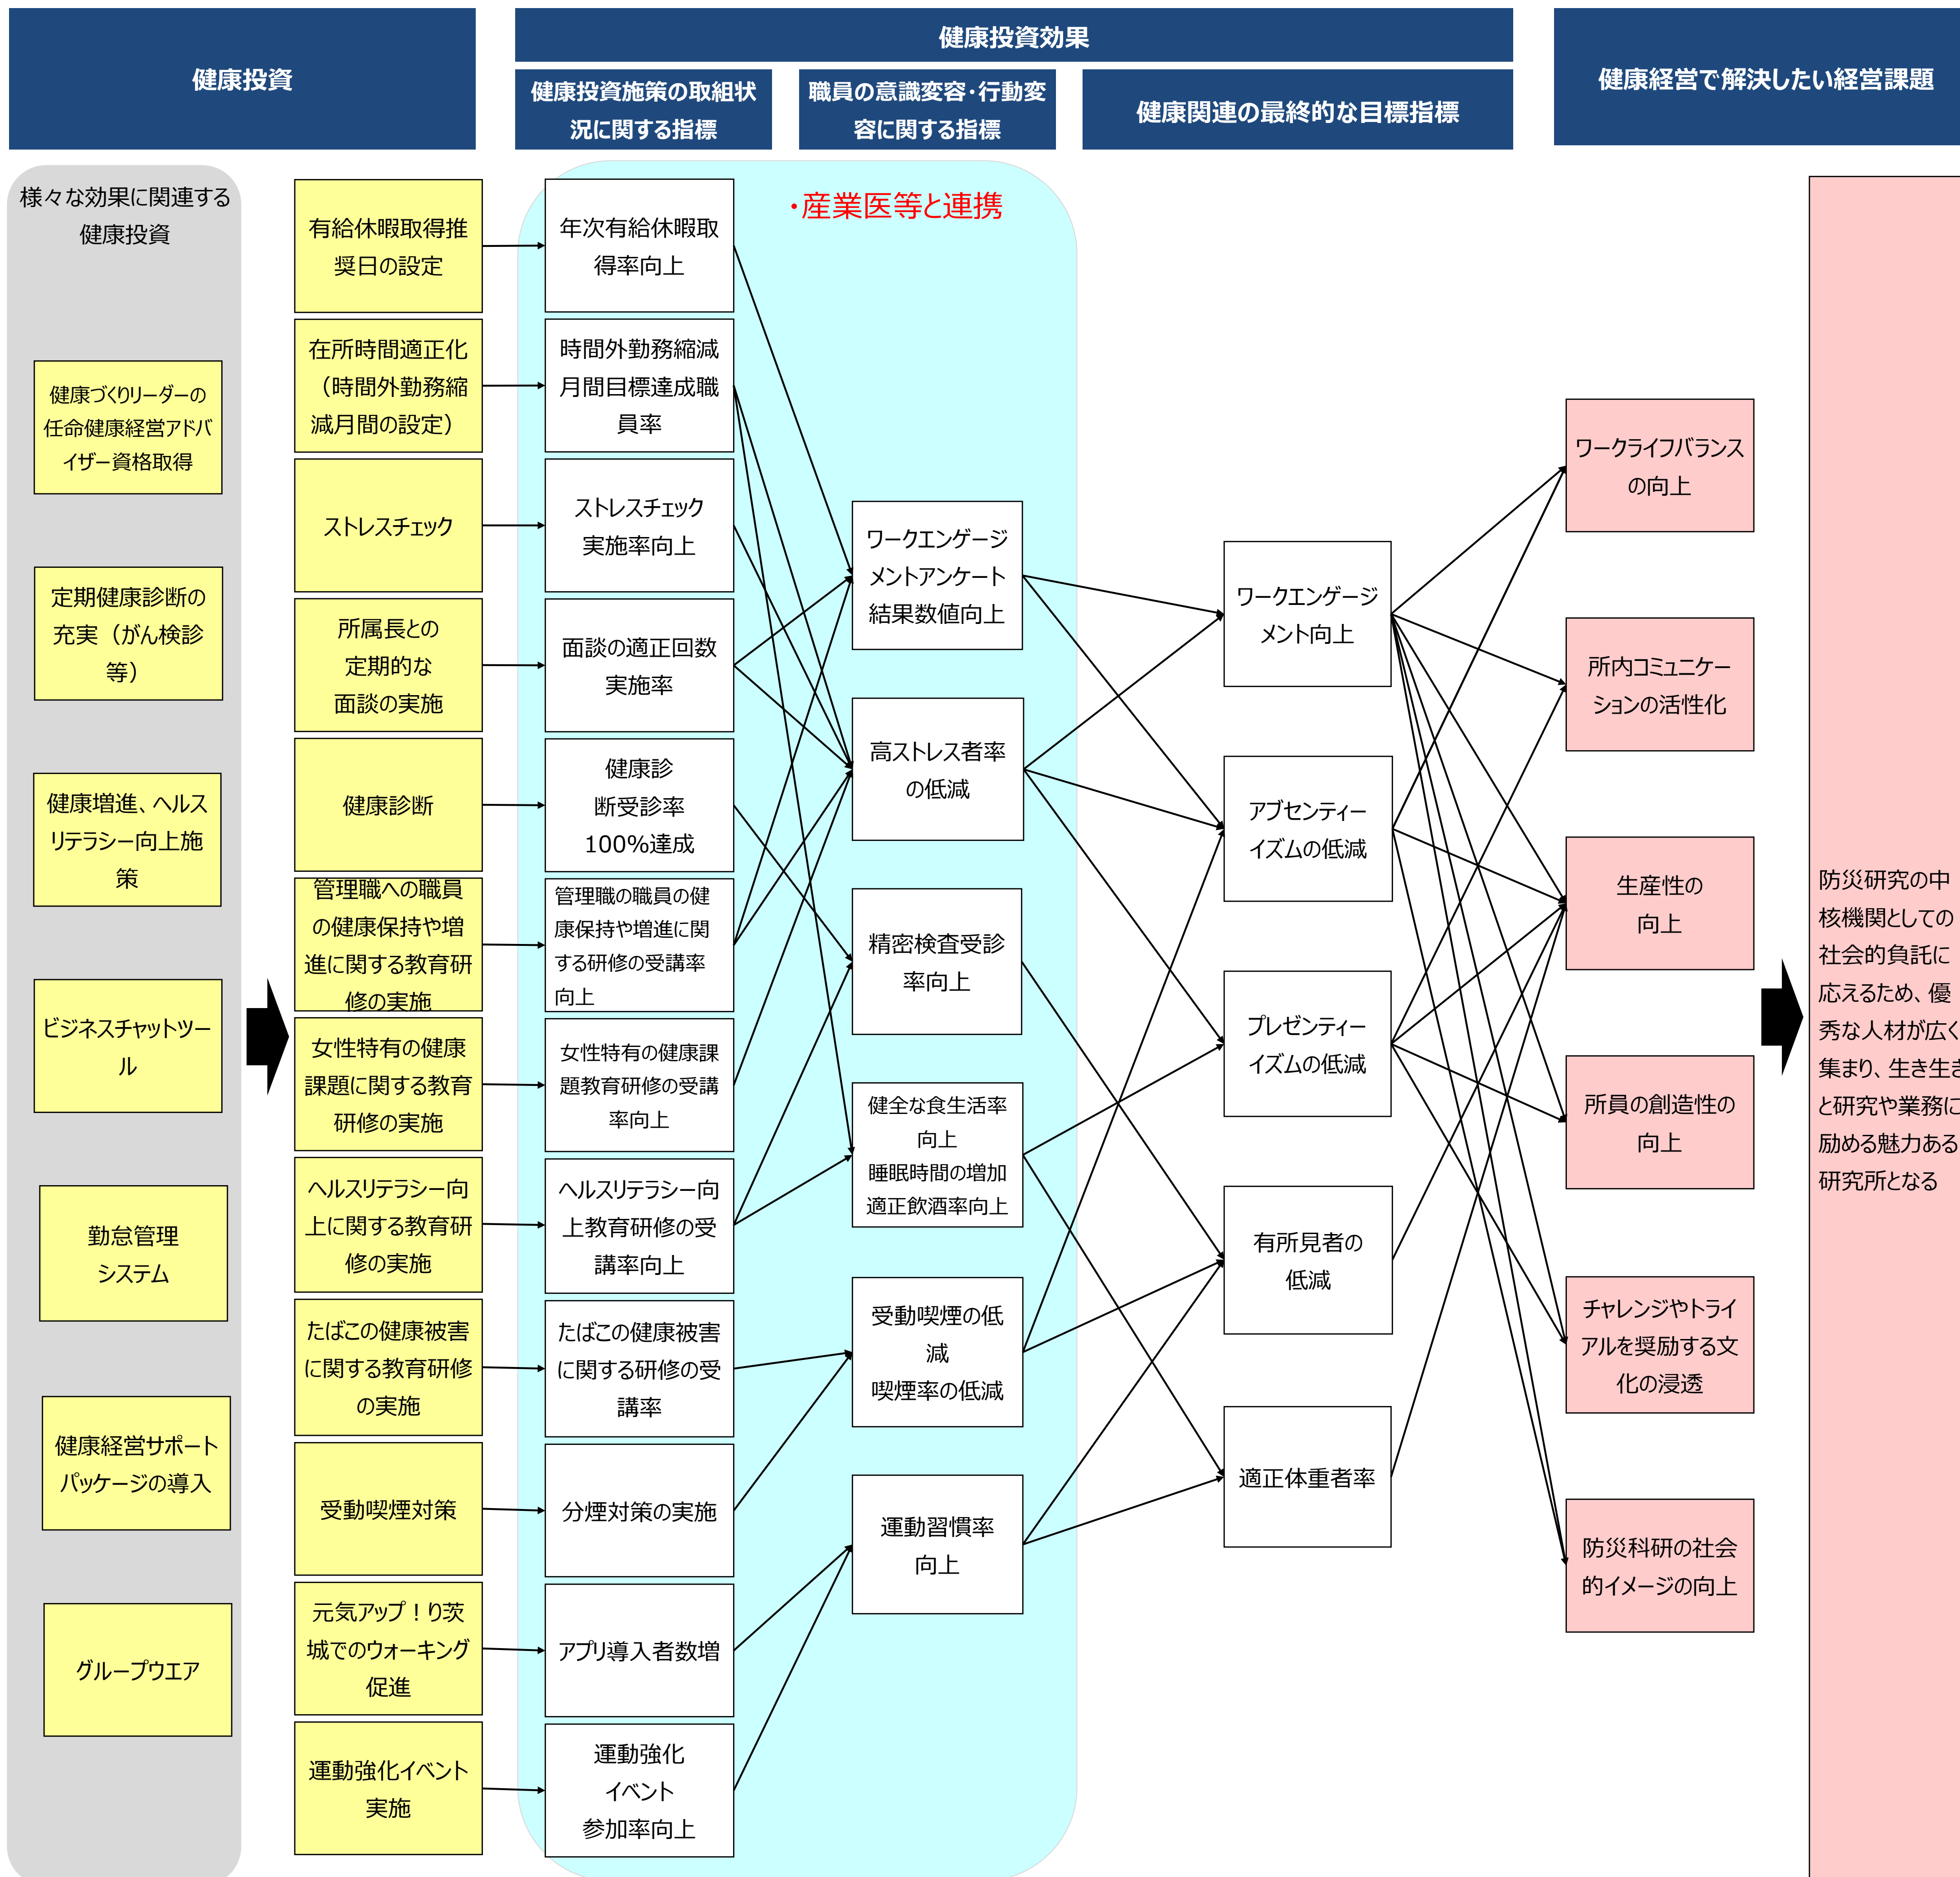 健康投資
健康投資効果
健康投資施策の取組状
況に関する指標
職員の意識変容・行動変
容に関する指標
健康関連の最終的な目標指標
健康経営で解決したい経営課題
様々な効果に関連する
健康投資
健康づくりリーダーの
任命健康経営アドバ
イザー資格取得
定期健康診断の
充実（がん検診
等）
健康増進、ヘルス
リテラシー向上施
策
ビジネスチャットツー
ル
勤怠管理
システム
健康経営サポート
パッケージの導入
グループウエア
有給休暇取得推
奨日の設定
在所時間適正化
（時間外勤務縮
減月間の設定）
ストレスチェック
所属長との
定期的な
面談の実施
健康診断
管理職への職員
の健康保持や増
進に関する教育研
修の実施
女性特有の健康
課題に関する教育
研修の実施
ヘルスリテラシー向
上に関する教育研
修の実施
たばこの健康被害
に関する教育研修
の実施
受動喫煙対策
元気アップ！り茨
城でのウォーキング
促進
運動強化イベント
実施
・産業医等と連携
年次有給休暇取
得率向上
時間外勤務縮減
月間目標達成職
員率
ストレスチェック
実施率向上
面談の適正回数
実施率
健康診
断受診率
100%達成
管理職の職員の健
康保持や増進に関
する研修の受講率
向上
女性特有の健康課
題教育研修の受講
率向上
ヘルスリテラシー向
上教育研修の受
講率向上
たばこの健康被害
に関する研修の受
講率
分煙対策の実施
アプリ導入者数増
運動強化
イベント
参加率向上
ワークエンゲージ
メントアンケート
結果数値向上
高ストレス者率
の低減
精密検査受診
率向上
健全な食生活率
向上
睡眠時間の増加
適正飲酒率向上
受動喫煙の低
減
喫煙率の低減
運動習慣率
向上
ワークエンゲージ
メント向上
アブセンティー
イズムの低減
プレゼンティー
イズムの低減
有所見者の
低減
適正体重者率
ワークライフバランス
の向上
所内コミュニケー
ションの活性化
生産性の
向上
所員の創造性の
向上
チャレンジやトライ
アルを奨励する文
化の浸透
防災科研の社会
的イメージの向上
防災研究の中
核機関としての
社会的負託に
応えるため、優
秀な人材が広く
集まり、生き生き
と研究や業務に
励める魅力ある
研究所となる